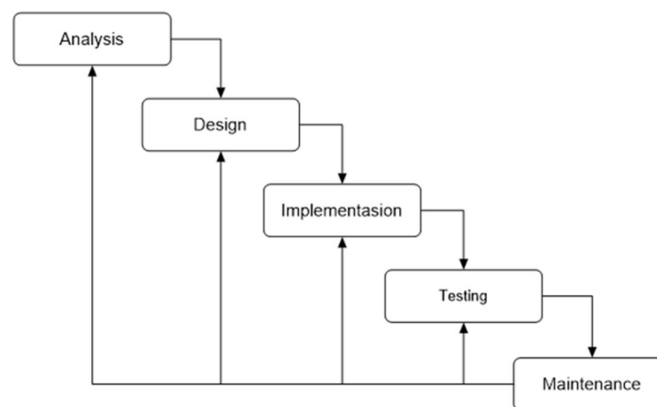 Analysis
Design
Implementasion
Testing
Maintenance